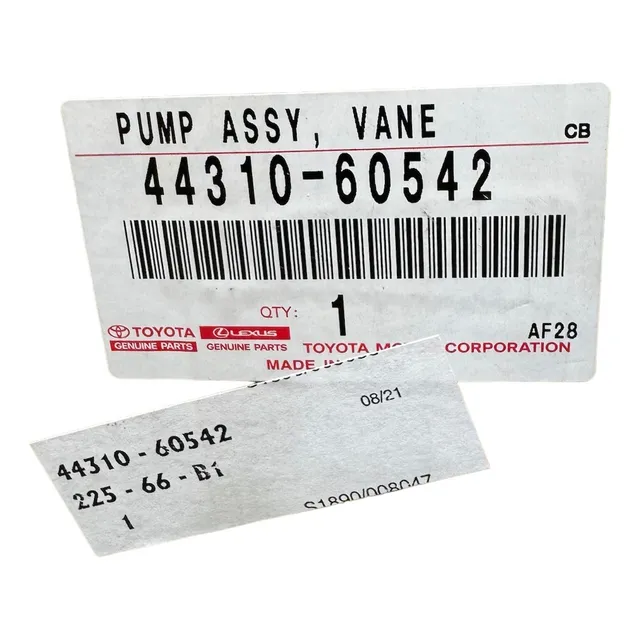 PUMP ASSY, VANE
CB
44310-60542
QTY: 1
AF28
TOYOTA
GENUINE PARTS
LEXUS
GENUINE PARTS
TOYOTA CORPORATION
MADE IN
08/21
44310-60542
225-66-B1
1
S1890/008047